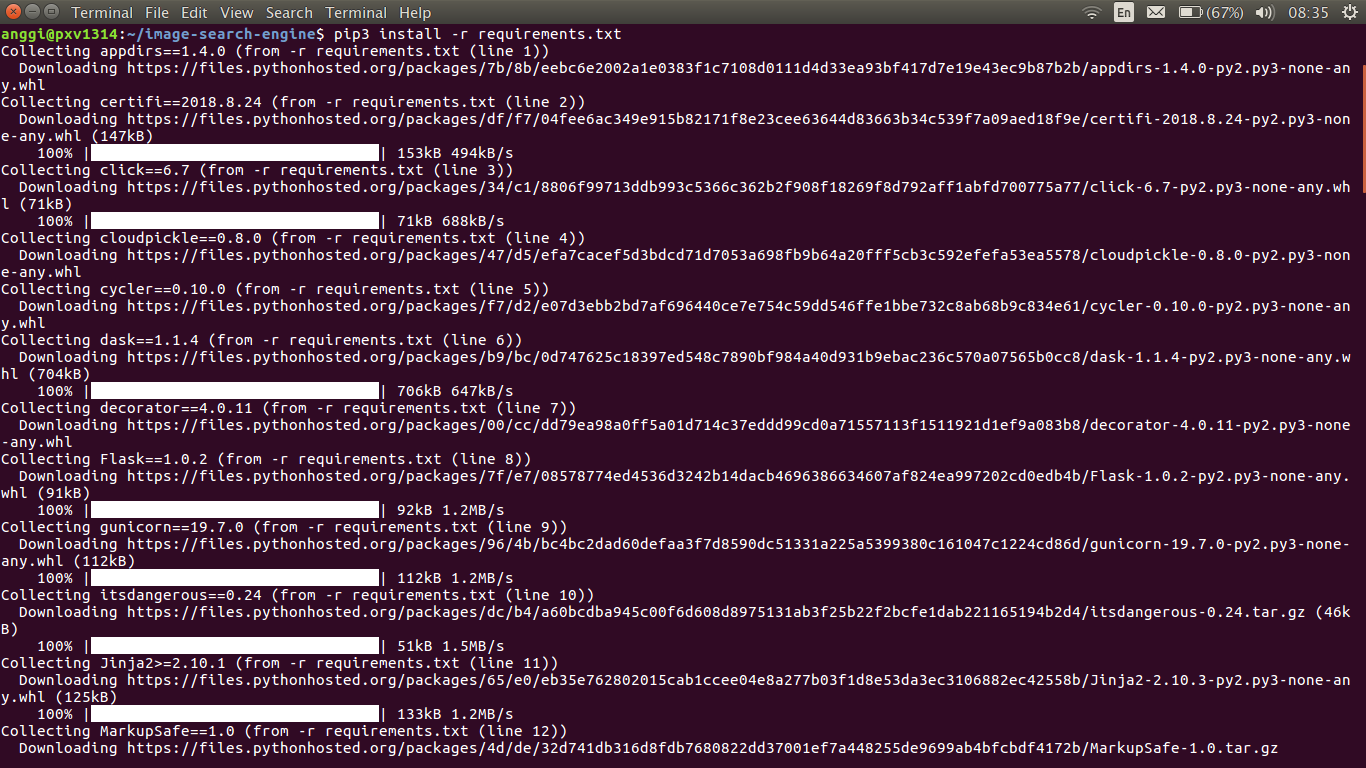 Terminal File Edit View Search Terminal Help En (67%) 08:35
anggi@pxv1314:~/image-search-engine$ pip3 install -r requirements.txt
Collecting appdirs==1.4.0 (from -r requirements.txt (line 1))
  Downloading https://files.pythonhosted.org/packages/7b/8b/eebc6e2002a1e0383f1c7108d0111d4d33ea93bf417d7e19e43ec9b87b2b/appdirs-1.4.0-py2.py3-none-an
y.whl
Collecting certifi==2018.8.24 (from -r requirements.txt (line 2))
  Downloading https://files.pythonhosted.org/packages/df/f7/04fee6ac349e915b82171f8e23cee63644d83663b34c539f7a09aed18f9e/certifi-2018.8.24-py2.py3-non
e-any.whl (147kB)
    100% || 153kB 494kB/s
Collecting click==6.7 (from -r requirements.txt (line 3))
  Downloading https://files.pythonhosted.org/packages/34/c1/8806f99713ddb993c5366c362b2f908f18269f8d792aff1abfd700775a77/click-6.7-py2.py3-none-any.wh
l (71kB)
    100% || 71kB 688kB/s
Collecting cloudpickle==0.8.0 (from -r requirements.txt (line 4))
  Downloading https://files.pythonhosted.org/packages/47/d5/efa7cacef5d3bdcd71d7053a698fb9b64a20fff5cb3c592efefa53ea5578/cloudpickle-0.8.0-py2.py3-non
e-any.whl
Collecting cycler==0.10.0 (from -r requirements.txt (line 5))
  Downloading https://files.pythonhosted.org/packages/f7/d2/e07d3ebb2bd7af696440ce7e754c59dd546ffe1bbe732c8ab68b9c834e61/cycler-0.10.0-py2.py3-none-an
y.whl
Collecting dask==1.1.4 (from -r requirements.txt (line 6))
  Downloading https://files.pythonhosted.org/packages/b9/bc/0d747625c18397ed548c7890bf984a40d931b9ebac236c570a07565b0cc8/dask-1.1.4-py2.py3-none-any.w
hl (704kB)
    100% || 706kB 647kB/s
Collecting decorator==4.0.11 (from -r requirements.txt (line 7))
  Downloading https://files.pythonhosted.org/packages/00/cc/dd79ea98a0ff5a01d714c37eddd99cd0a71557113f1511921d1ef9a083b8/decorator-4.0.11-py2.py3-none
-any.whl
Collecting Flask==1.0.2 (from -r requirements.txt (line 8))
  Downloading https://files.pythonhosted.org/packages/7f/e7/08578774ed4536d3242b14dacb4696386634607af824ea997202cd0edb4b/Flask-1.0.2-py2.py3-none-any.
whl (91kB)
    100% || 92kB 1.2MB/s
Collecting gunicorn==19.7.0 (from -r requirements.txt (line 9))
  Downloading https://files.pythonhosted.org/packages/96/4b/bc4bc2dad60defaa3f7d8590dc51331a225a5399380c161047c1224cd86d/gunicorn-19.7.0-py2.py3-none-
any.whl (112kB)
    100% || 112kB 1.2MB/s
Collecting itsdangerous==0.24 (from -r requirements.txt (line 10))
  Downloading https://files.pythonhosted.org/packages/dc/b4/a60bcdba945c00f6d608d8975131ab3f25b22f2bcfe1dab221165194b2d4/itsdangerous-0.24.tar.gz (46k
B)
    100% || 51kB 1.5MB/s
Collecting Jinja2>=2.10.1 (from -r requirements.txt (line 11))
  Downloading https://files.pythonhosted.org/packages/65/e0/eb35e762802015cab1ccee04e8a277b03f1d8e53da3ec3106882ec42558b/Jinja2-2.10.3-py2.py3-none-an
y.whl (125kB)
    100% || 133kB 1.2MB/s
Collecting MarkupSafe==1.0 (from -r requirements.txt (line 12))
  Downloading https://files.pythonhosted.org/packages/4d/de/32d741db316d8fdb7680822dd37001ef7a448255de9699ab4bfcbdf4172b/MarkupSafe-1.0.tar.gz